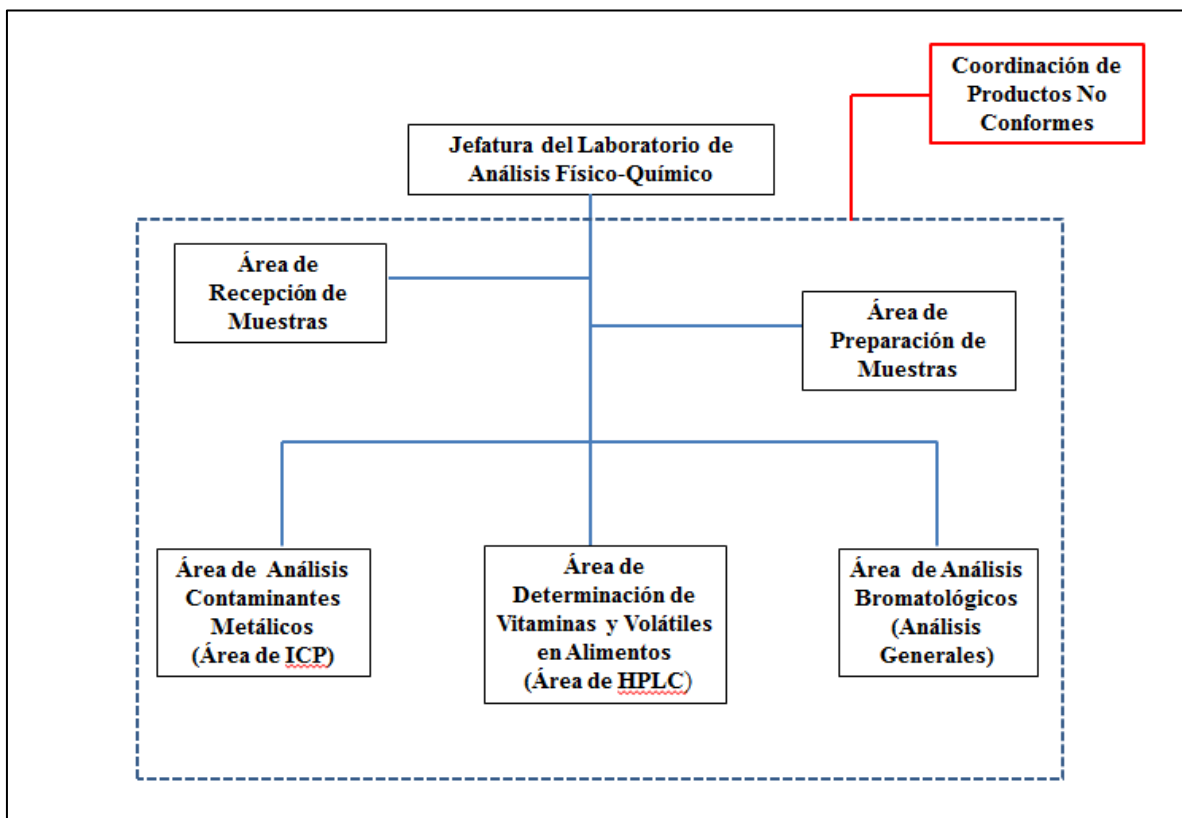 Coordinación de
Productos No
Conformes
Jefatura del Laboratorio de
Análisis Físico-Químico
Área de
Recepción de
Muestras
Área de
Preparación de
Muestras
Área de Análisis
Contaminantes
Metálicos
(Área de ICP)
Área de
Determinación de
Vitaminas y Volátiles
en Alimentos
(Área de HPLC)
Área de Análisis
Bromatológicos
(Análisis
Generales)